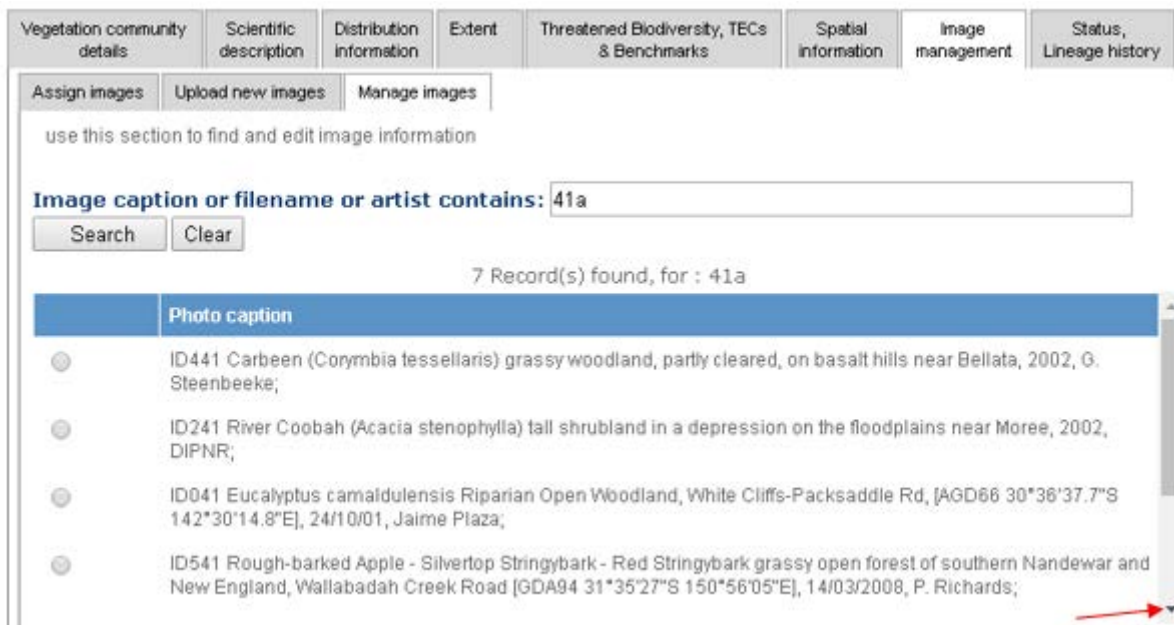 Vegetation community details
Scientific description
Distribution information
Extent
Threatened Biodiversity, TECs & Benchmarks
Spatial information
Image management
Status, Lineage history
Assign images
Upload new images
Manage images
use this section to find and edit image information
Image caption or filename or artist contains: 41a
Search
Clear
7 Record(s) found, for : 41a
Photo caption
ID441 Carbeen (Corymbia tessellaris) grassy woodland, partly cleared, on basalt hills near Bellata, 2002, G.
Steenbeeke;
ID241 River Coobah (Acacia stenophylla) tall shrubland in a depression on the floodplains near Moree, 2002,
DIPNR;
ID041 Eucalyptus camaldulensis Riparian Open Woodland, White Cliffs-Packsaddle Rd, [AGD66 30°36'37.7"S
142°30'14.8"E], 24/10/01, Jaime Plaza;
ID541 Rough-barked Apple - Silvertop Stringybark - Red Stringybark grassy open forest of southern Nandewar and
New England, Wallabadah Creek Road [GDA94 31°35'27"S 150°56'05"E], 14/03/2008, P. Richards;